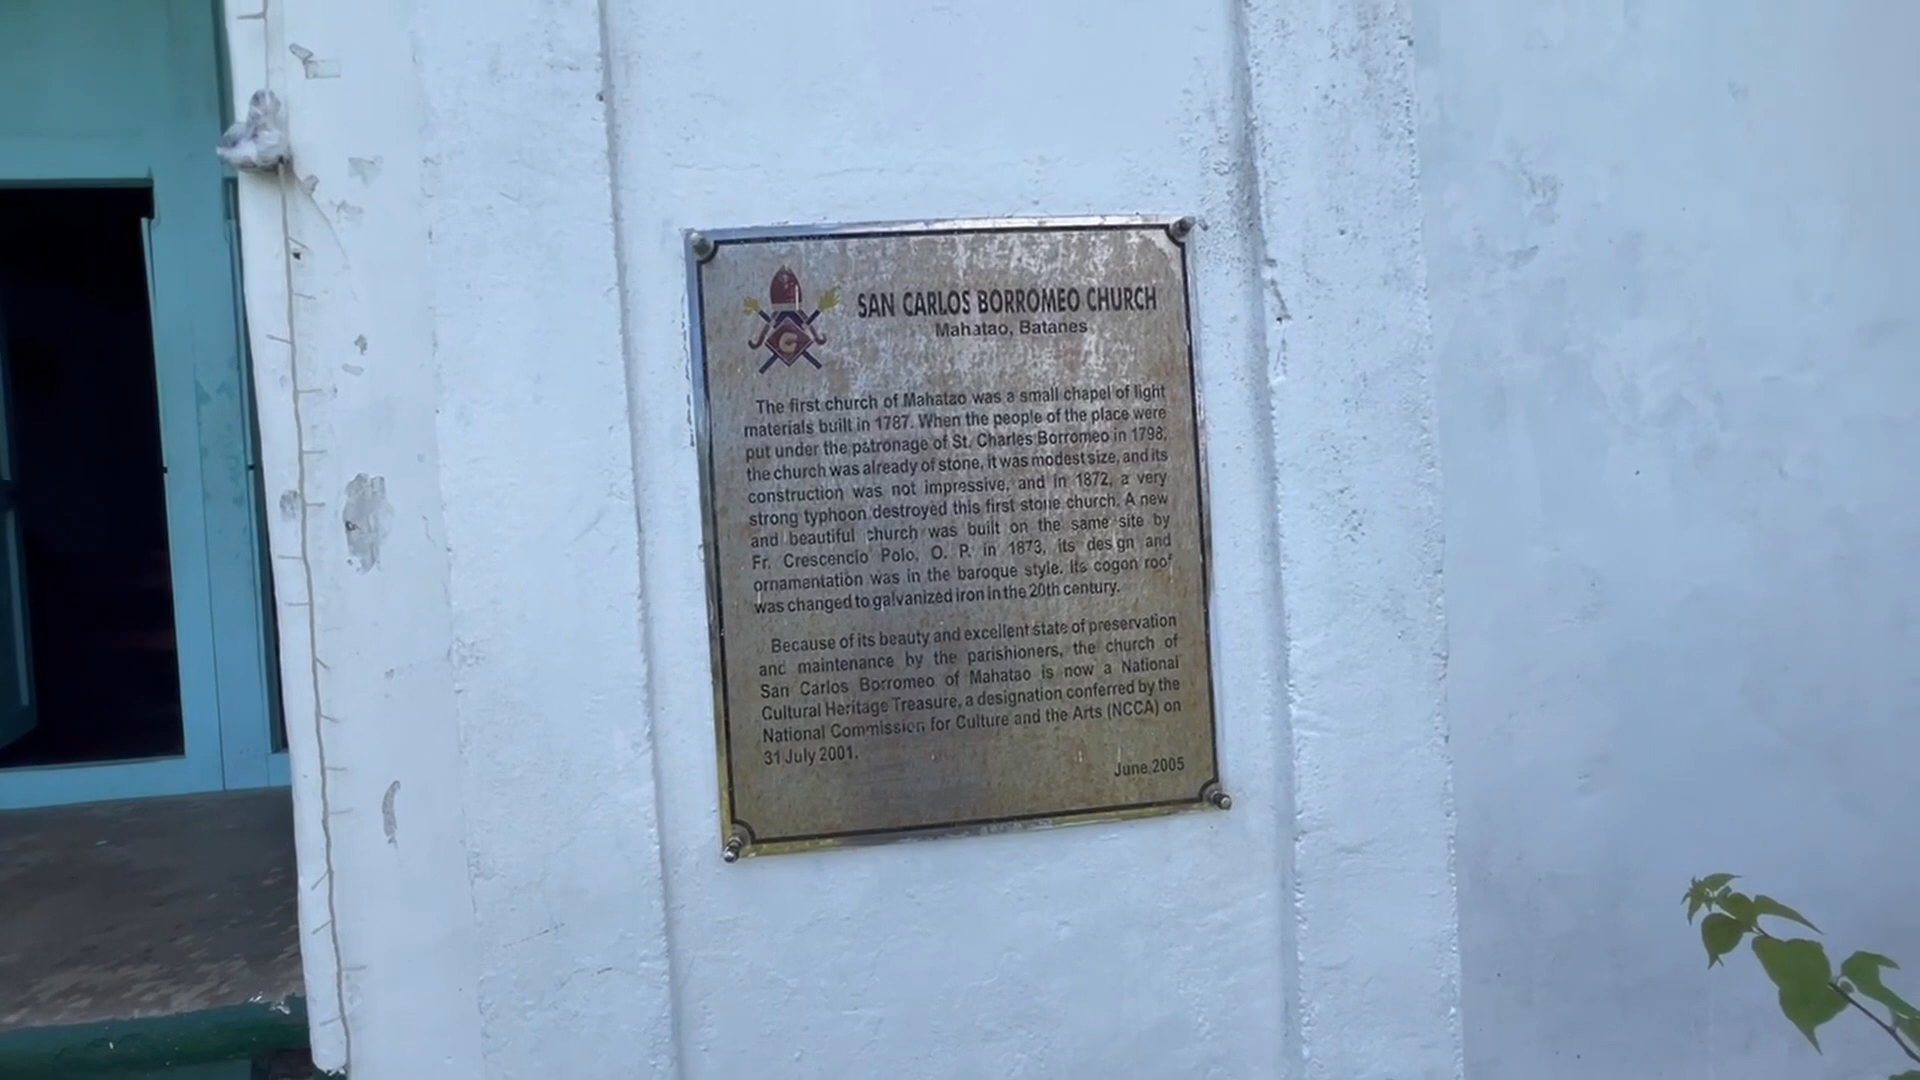 SAN CARLOS BORROMEO CHURCH
Mahatao, Batanes
The first church of Mahatao was a small chapel of light
materials built in 1787. When the people of the place were
put under the patronage of St. Charles Borromeo in 1798,
the church was already of stone, it was modest size, and its
construction was not impressive, and in 1872, a very
strong typhoon destroyed this first stone church. A new
and beautiful church was built on the same site by
Fr. Crescencio Polo, O. P. in 1873, its design and
ornamentation was in the baroque style. Its cogon roof
was changed to galvanized iron in the 20th century.
Because of its beauty and excellent state of preservation
and maintenance by the parishioners, the church of
San Carlos Borromeo of Mahatao is now a National
Cultural Heritage Treasure, a designation conferred by the
National Commission for Culture and the Arts (NCCA) on
31 July 2001.
June 2005